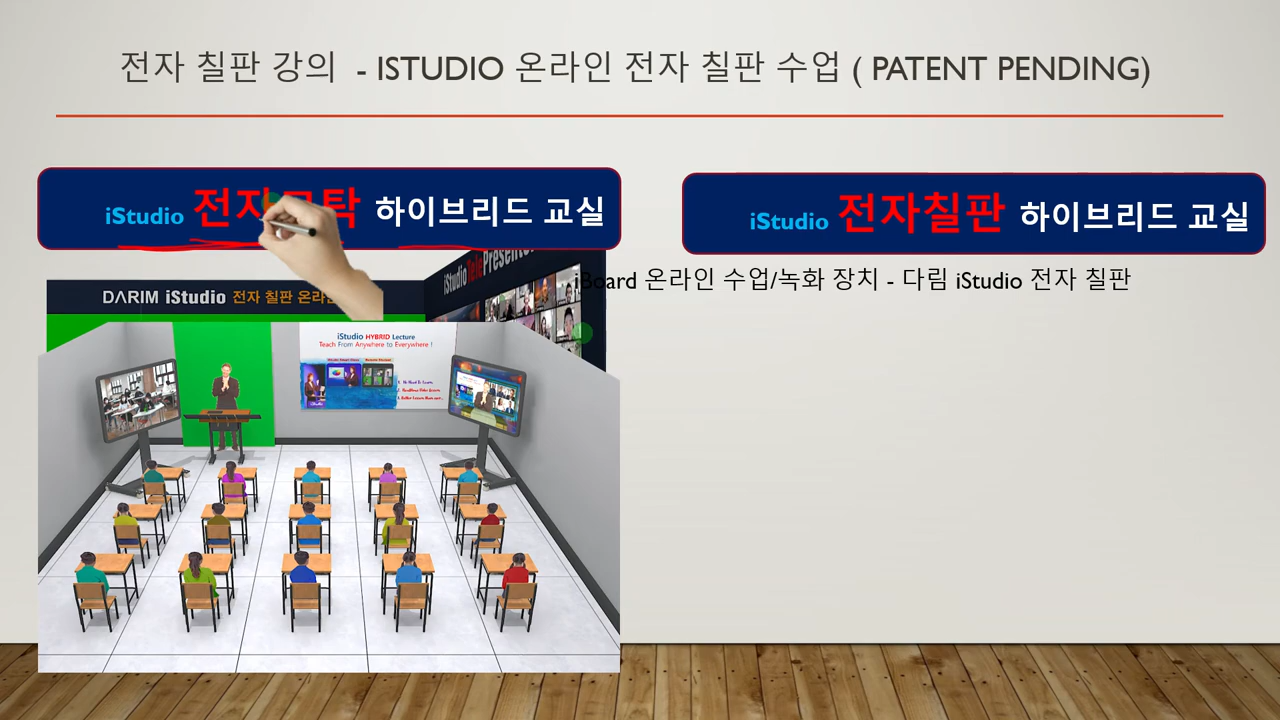 전자 칠판 강의 - ISTUDIO 온라인 전자 칠판 수업 ( PATENT PENDING)
iStudio 전자교탁 하이브리드 교실
iStudio 전자칠판 하이브리드 교실
iBoard 온라인 수업/녹화 장치 - 다림 iStudio 전자 칠판
DARIM iStudio 전자 칠판 온라인
iStudio TelePresente
iStudio HYBRID Lecture
Teach From Anywhere to Everywhere !